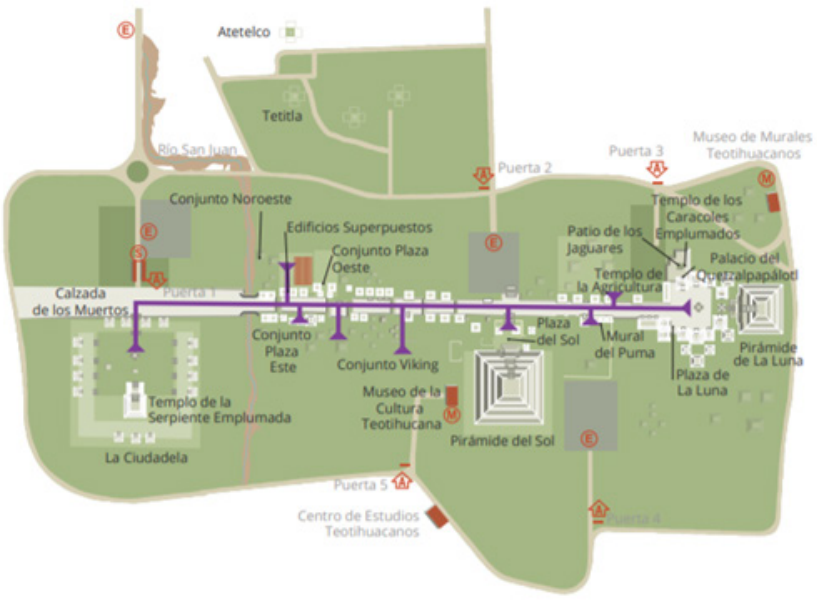 E
Atetelco
Tetitla
Río San Juan
Puerta 2
A
Puerta 3
A
Museo de Murales
Teotihuacanos
M
Conjunto Noroeste
E
S
A
Puerta 1
Edificios Superpuestos
Conjunto Plaza
Oeste
E
Templo de los
Caracoles
Emplumados
Patio de los
Jaguares
Palacio del
Quetzalpapálotl
Templo de
la Agricultura
Calzada
de los Muertos
Conjunto
Plaza
Este
Conjunto Viking
Plaza
del Sol
Mural
del Puma
Plaza de
La Luna
Pirámide
de La Luna
Templo de la
Serpiente Emplumada
La Ciudadela
Museo de la
Cultura
Teotihucana
M
Pirámide del Sol
E
Puerta 5
A
Centro de Estudios
Teotihuacanos
A
Puerta 4